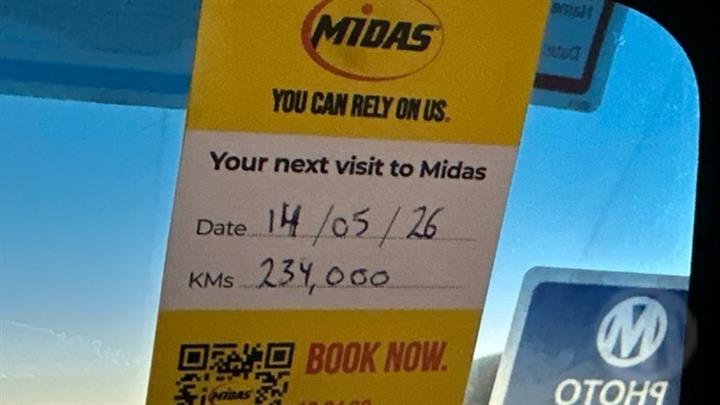 MIDAS
YOU CAN RELY ON US.
Your next visit to Midas
Date 14/05/26
KMs 234,000
BOOK NOW.
MIDAS
PHOTO